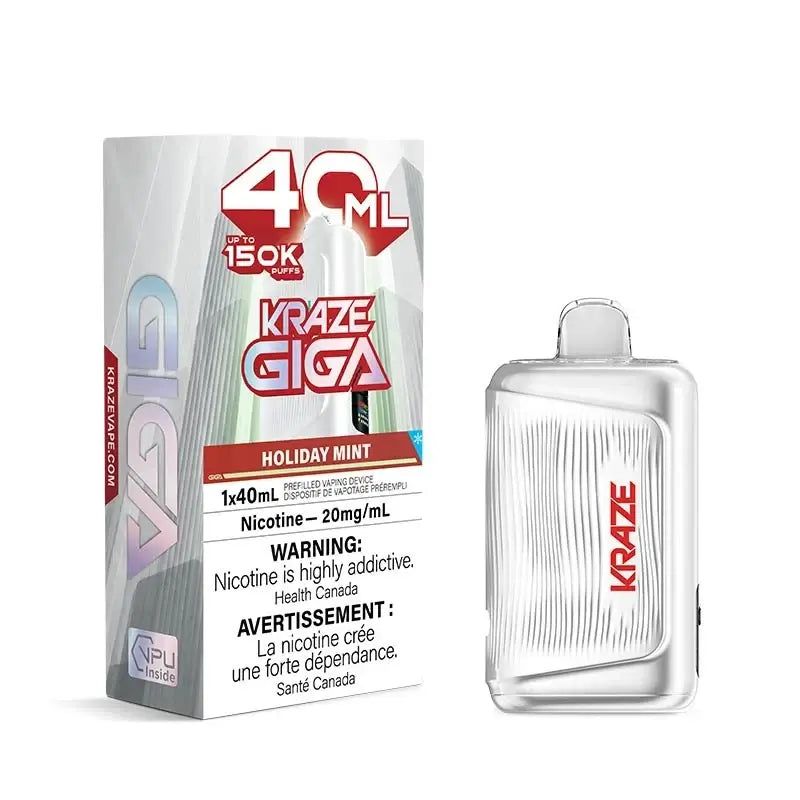 40ML
UP TO
150K
PUFFS
KRAZE
GIGA
HOLIDAY MINT
GIGA
1x40mL PREFILLED VAPING DEVICE
DISPOSITIF DE VAPOTAGE PRÉREMPLI
Nicotine — 20mg/mL
WARNING:
Nicotine is highly addictive.
Health Canada
AVERTISSEMENT :
La nicotine crée
une forte dépendance.
Santé Canada
GIGA
KRAZEVAPE.COM
VPU
Inside
KRAZE